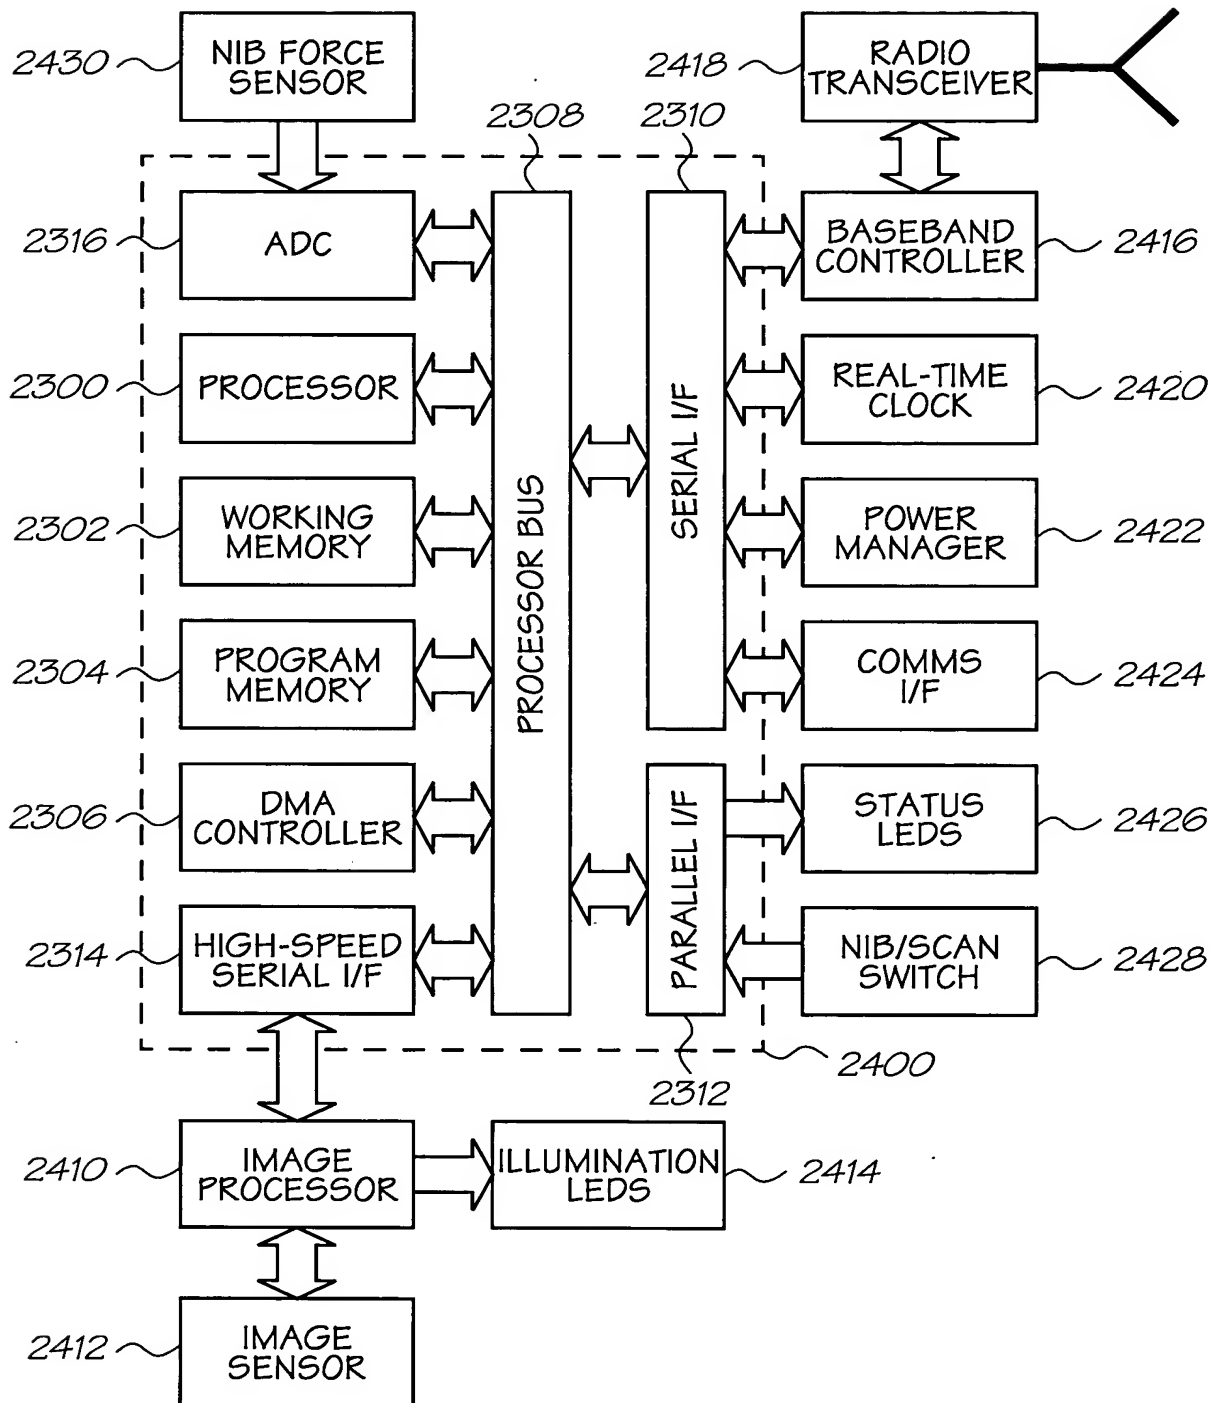 2430
NIB FORCE
SENSOR
2418
RADIO
TRANSCEIVER
2308
2310
2316
ADC
BASEBAND
CONTROLLER
2416
2300
PROCESSOR
REAL-TIME
CLOCK
2420
2302
WORKING
MEMORY
PROCESSOR BUS
SERIAL I/F
POWER
MANAGER
2422
2304
PROGRAM
MEMORY
COMMS
I/F
2424
2306
DMA
CONTROLLER
PARALLEL I/F
STATUS
LEDS
2426
2314
HIGH-SPEED
SERIAL I/F
NIB/SCAN
SWITCH
2428
2312
2400
2410
IMAGE
PROCESSOR
ILLUMINATION
LEDS
2414
2412
IMAGE
SENSOR